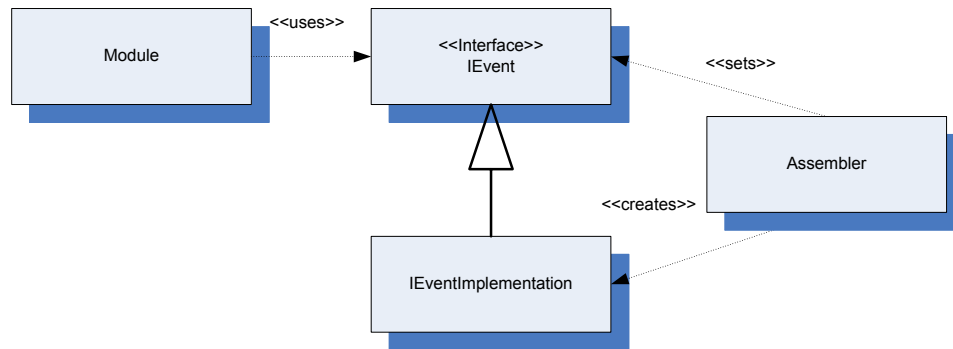 <<uses>>
Module
<<Interface>>
IEvent
<<sets>>
Assembler
<<creates>>
IEventImplementation